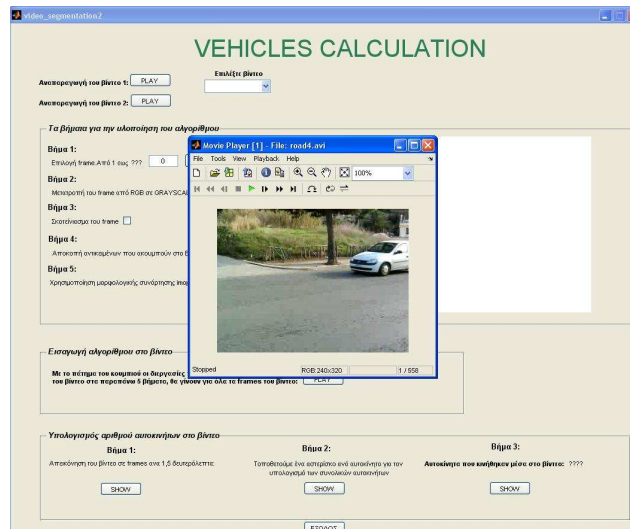 video_segmentation2
VEHICLES CALCULATION
Αναπαραγωγή του βίντεο 1: PLAY
Επιλέξτε βίντεο
Αναπαραγωγή του βίντεο 2: PLAY
Τα βήματα για την υλοποίηση του αλγορίθμου
Βήμα 1:
Επιλογή frame.Από 1 εως ??? 0
Βήμα 2:
Μετατροπή του frame από RGB σε GRAYSCAL
Βήμα 3:
Σκοτείνιασμα του frame
Βήμα 4:
Αποκοπή αντικειμένων που ακουμπούν στο
Βήμα 5:
Χρησιμοποίηση μορφολογικής συνάρτησης
Movie Player [1] - File: road4.avi
File Tools View Playback Help
100%
Stopped RGB:240x320 1 / 558
Εισαγωγή αλγορίθμου στο βίντεο
Με το πάτημα του κουμπιού οι διεργασίες
του βίντεο στα παραπάνω 5 βήματα, θα γίνουν για όλα τα frames του βίντεο: PLAY
Υπολογισμός αριθμού αυτοκινήτων στο βίντεο
Βήμα 1:
Απεικόνηση του βίντεο σε frames ανα 1,5 δευτερόλεπτα:
SHOW
Βήμα 2:
Τοποθετούμε ένα αστερίσκο ανά αυτοκίνητο για τον
υπολογισμό των συνολικών αυτοκινήτων
SHOW
Βήμα 3:
Αυτοκίνητα που κινήθηκαν μέσα στο βίντεο: ????
SHOW
ΕΞΟΔΟΣ